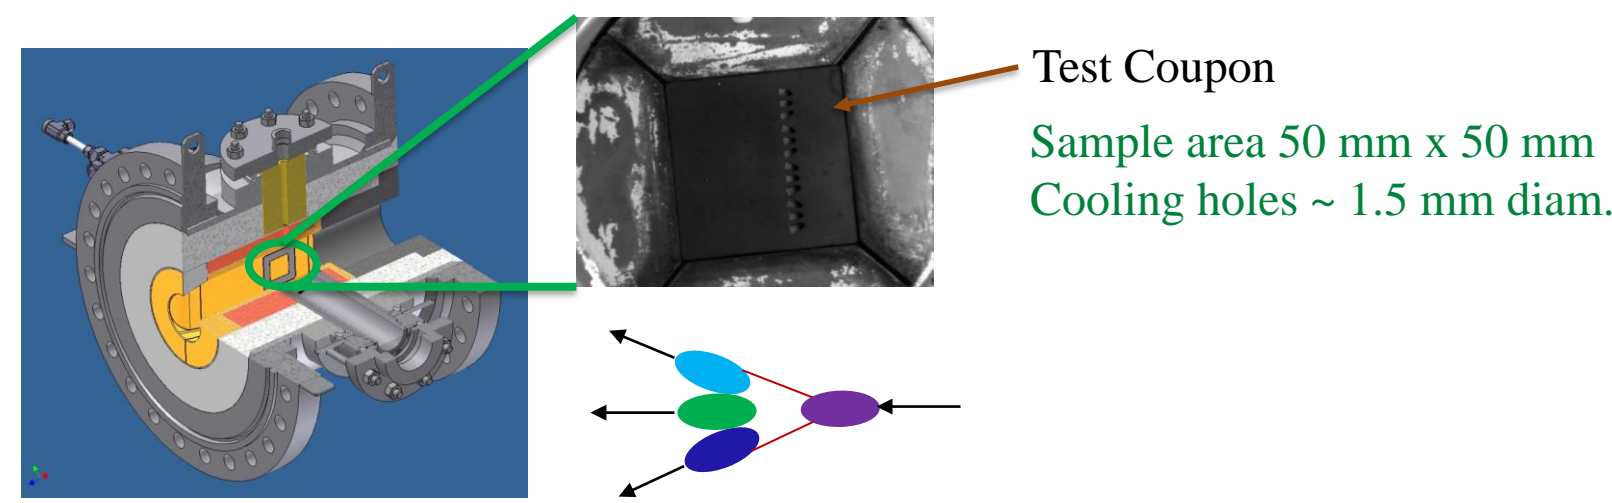 Test Coupon
Sample area 50 mm x 50 mm
Cooling holes ~ 1.5 mm diam.